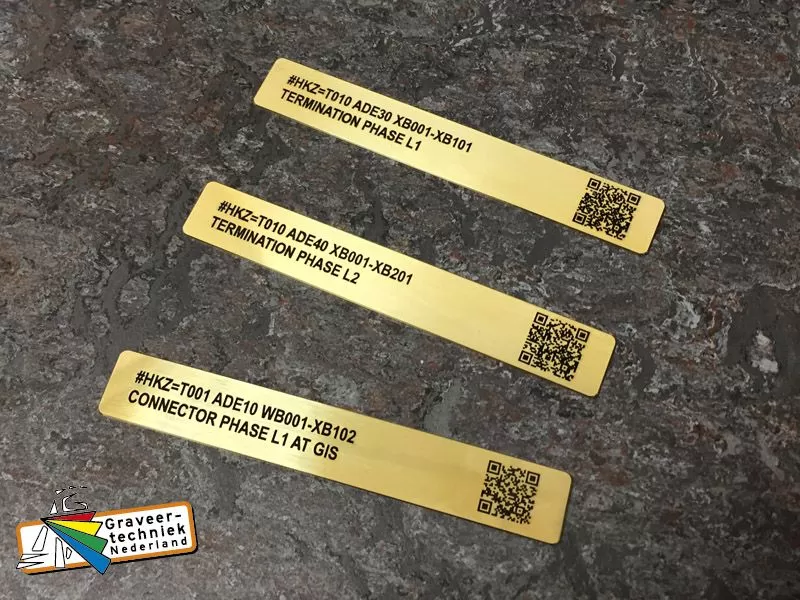 #HKZ=T010 ADE30 XB001-XB101
TERMINATION PHASE L1
#HKZ=T010 ADE40 XB001-XB201
TERMINATION PHASE L2
#HKZ=T001 ADE10 WB001-XB102
CONNECTOR PHASE L1 AT GIS
Graveer-
techniek
Nederland